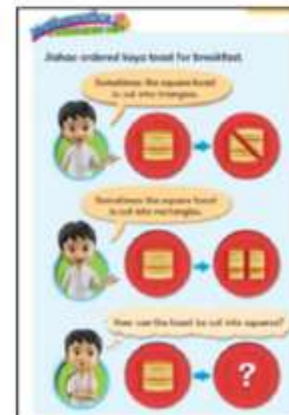 Jiahao ordered kaya toast for breakfast.
Sometimes the square toast
is cut into triangles.
Sometimes the square toast
is cut into rectangles.
How can the toast be cut into squares?
?